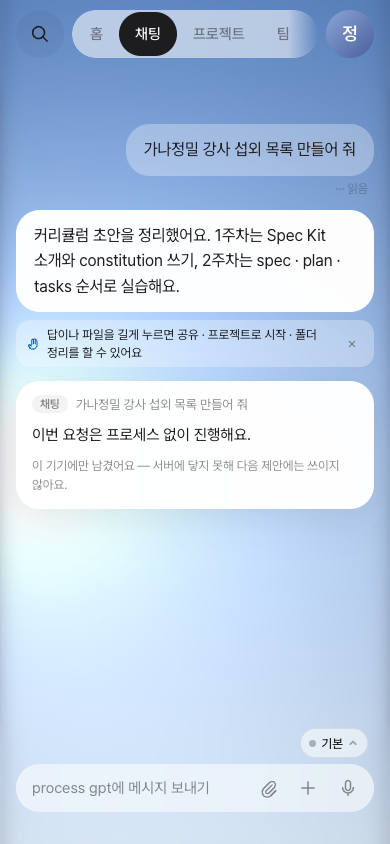 홈 채팅 프로젝트 팀 정
가나정밀 강사 섭외 목록 만들어 줘
··· 읽음
커리큘럼 초안을 정리했어요. 1주차는 Spec Kit
소개와 constitution 쓰기, 2주차는 spec · plan ·
tasks 순서로 실습해요.
답이나 파일을 길게 누르면 공유 · 프로젝트로 시작 · 폴더
정리를 할 수 있어요
채팅 가나정밀 강사 섭외 목록 만들어 줘
이번 요청은 프로세스 없이 진행해요.
이 기기에만 남겼어요 — 서버에 닿지 못해 다음 제안에는 쓰이지
않아요.
기본
process gpt에 메시지 보내기